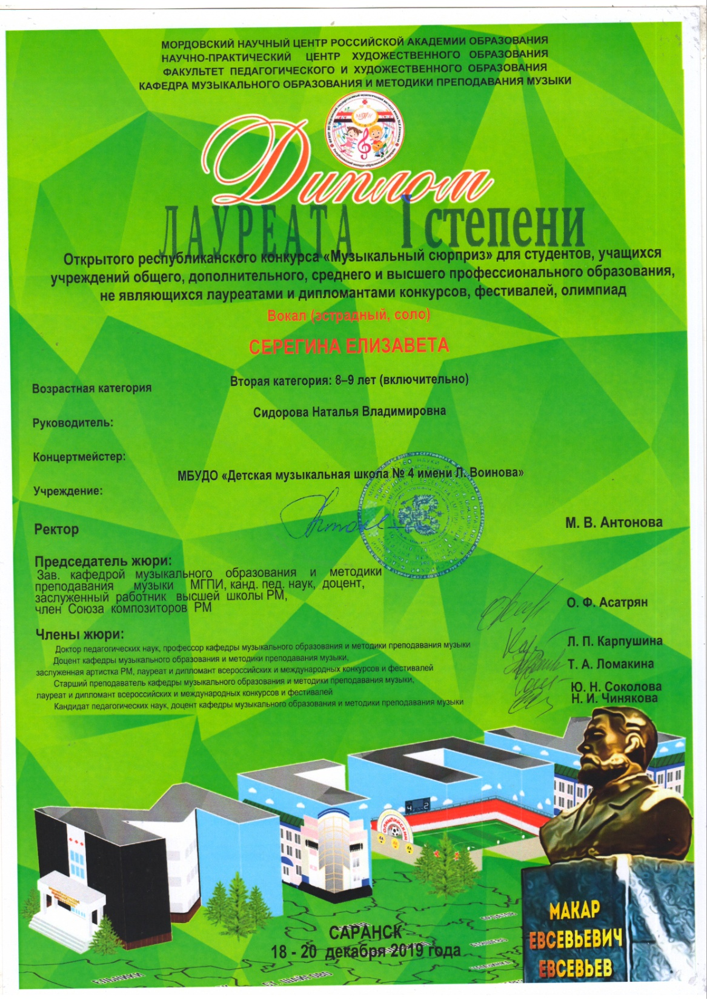 МОРДОВСКИЙ НАУЧНЫЙ ЦЕНТР РОССИЙСКОЙ АКАДЕМИИ ОБРАЗОВАНИЯ
НАУЧНО-ПРАКТИЧЕСКИЙ ЦЕНТР ХУДОЖЕСТВЕННОГО ОБРАЗОВАНИЯ
ФАКУЛЬТЕТ ПЕДАГОГИЧЕСКОГО И ХУДОЖЕСТВЕННОГО ОБРАЗОВАНИЯ
КАФЕДРА МУЗЫКАЛЬНОГО ОБРАЗОВАНИЯ И МЕТОДИКИ ПРЕПОДАВАНИЯ МУЗЫКИ
Диплом
ЛАУРЕАТА I степени
Открытого республиканского конкурса «Музыкальный сюрприз» для студентов, учащихся
учреждений общего, дополнительного, среднего и высшего профессионального образования,
не являющихся лауреатами и дипломантами конкурсов, фестивалей, олимпиад
Вокал (эстрадный, соло)
СЕРЕГИНА ЕЛИЗАВЕТА
Возрастная категория Вторая категория: 8–9 лет (включительно)
Руководитель: Сидорова Наталья Владимировна
Концертмейстер:
Учреждение: МБУДО «Детская музыкальная школа № 4 имени Л. Воинова»
Ректор М. В. Антонова
Председатель жюри:
Зав. кафедрой музыкального образования и методики
преподавания музыки МГПИ, канд. пед. наук, доцент,
заслуженный работник высшей школы РМ,
член Союза композиторов РМ
О. Ф. Асатрян
Члены жюри:
Доктор педагогических наук, профессор кафедры музыкального образования и методики преподавания музыки
Л. П. Карпушина
Доцент кафедры музыкального образования и методики преподавания музыки,
заслуженная артистка РМ, лауреат и дипломант всероссийских и международных конкурсов и фестивалей
Т. А. Ломакина
Старший преподаватель кафедры музыкального образования и методики преподавания музыки,
лауреат и дипломант всероссийских и международных конкурсов и фестивалей
Ю. Н. Соколова
Кандидат педагогических наук, доцент кафедры музыкального образования и методики преподавания музыки
Н. И. Чинякова
4 2
ОЛИМПИЙСКИЙ
САРАНСК
18 - 20 декабря 2019 года
МАКАР
ЕВСЕВЬЕВИЧ
ЕВСЕВЬЕВ
ЕЛЬНИКИ
СТ. ШАЙГОВО